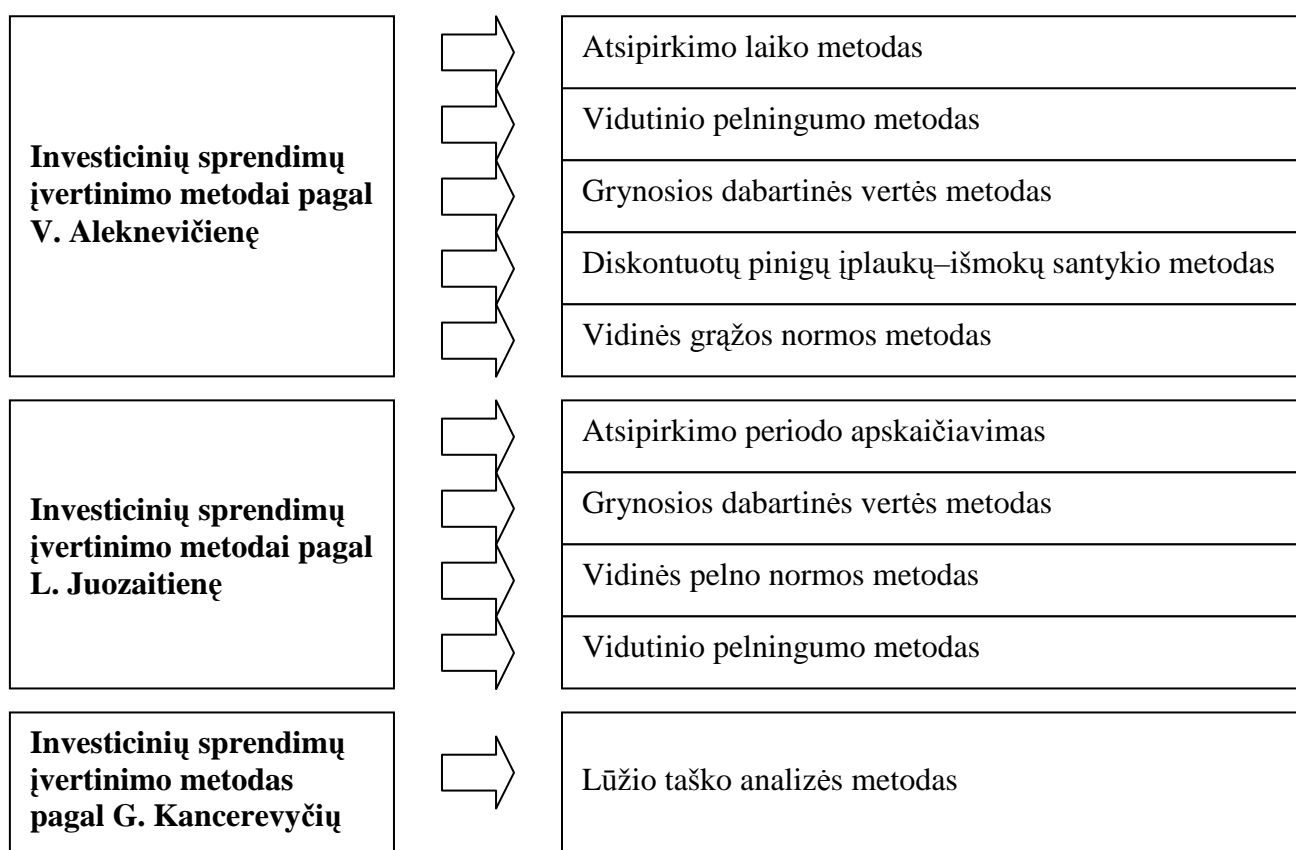 Investicinių sprendimų
įvertinimo metodai pagal
V. Aleknevičienę
Atsipirkimo laiko metodas
Vidutinio pelningumo metodas
Grynosios dabartinės vertės metodas
Diskontuotų pinigų įplaukų–išmokų santykio metodas
Vidinės grąžos normos metodas
Investicinių sprendimų
įvertinimo metodai pagal
L. Juozaitienę
Atsipirkimo periodo apskaičiavimas
Grynosios dabartinės vertės metodas
Vidinės pelno normos metodas
Vidutinio pelningumo metodas
Investicinių sprendimų
įvertinimo metodas
pagal G. Kancerevyčių
Lūžio taško analizės metodas